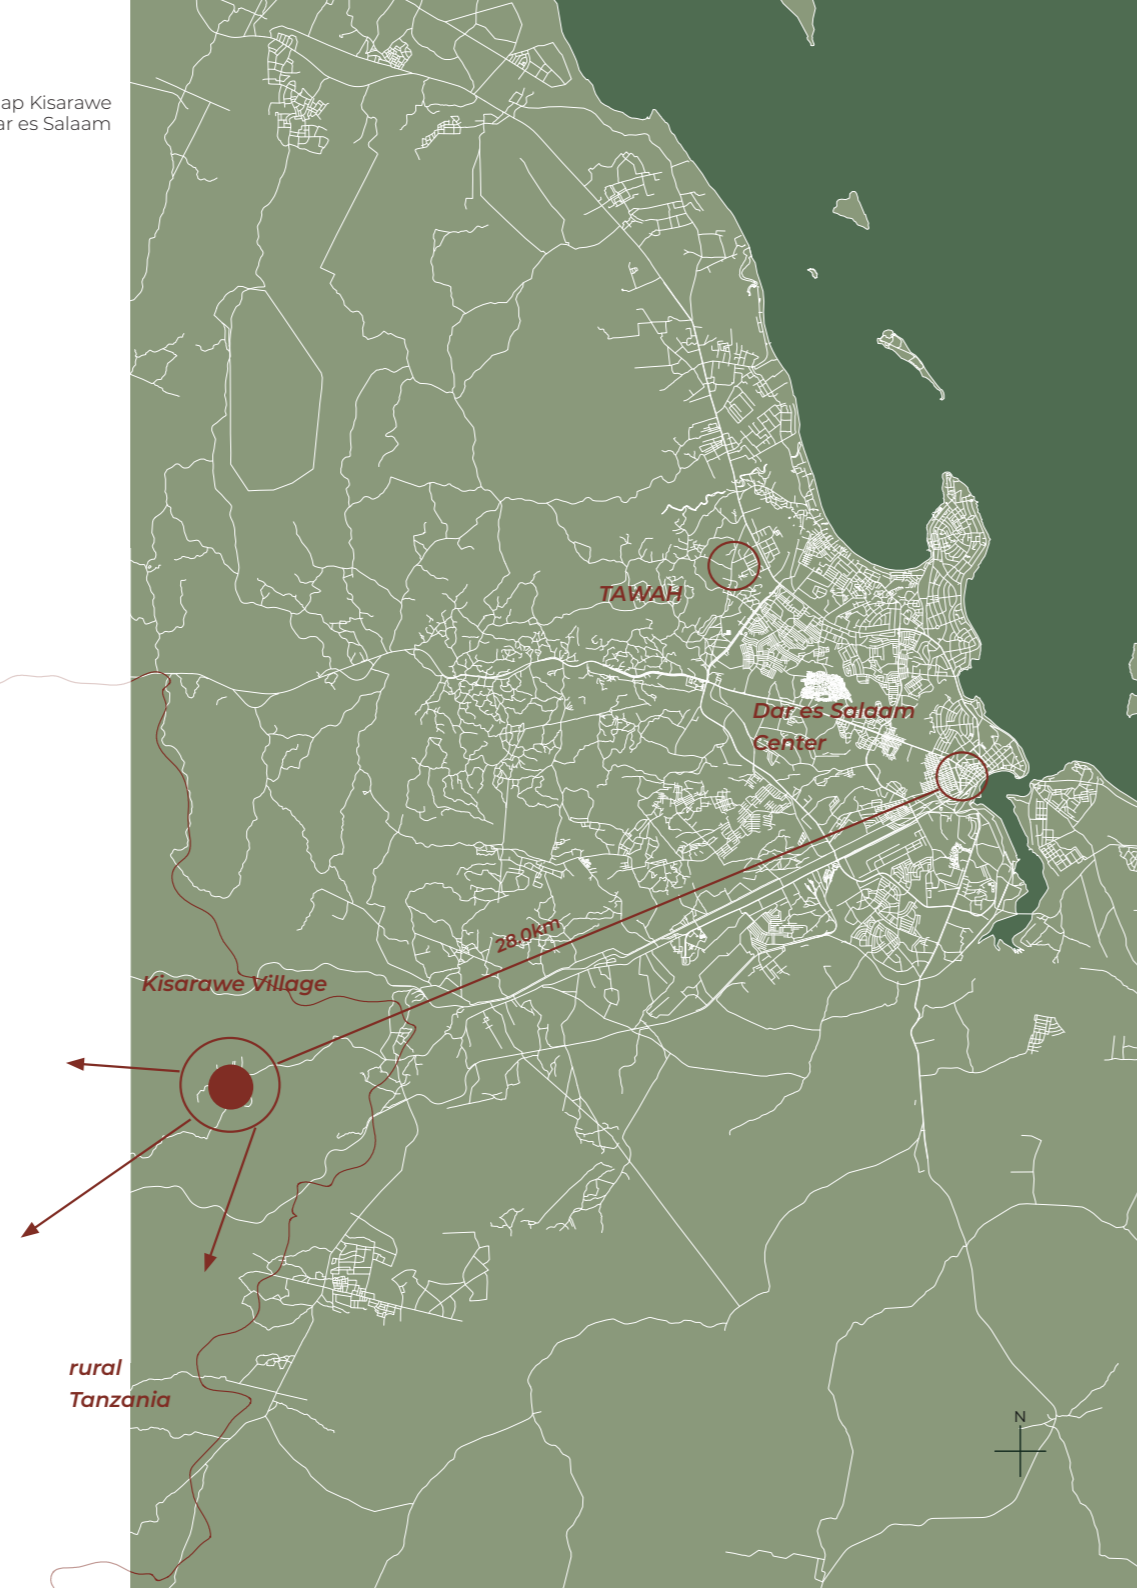 ap Kisarawe
ar es Salaam
TAWAH
Dar es Salaam
Center
28.0km
Kisarawe Village
rural
Tanzania
N